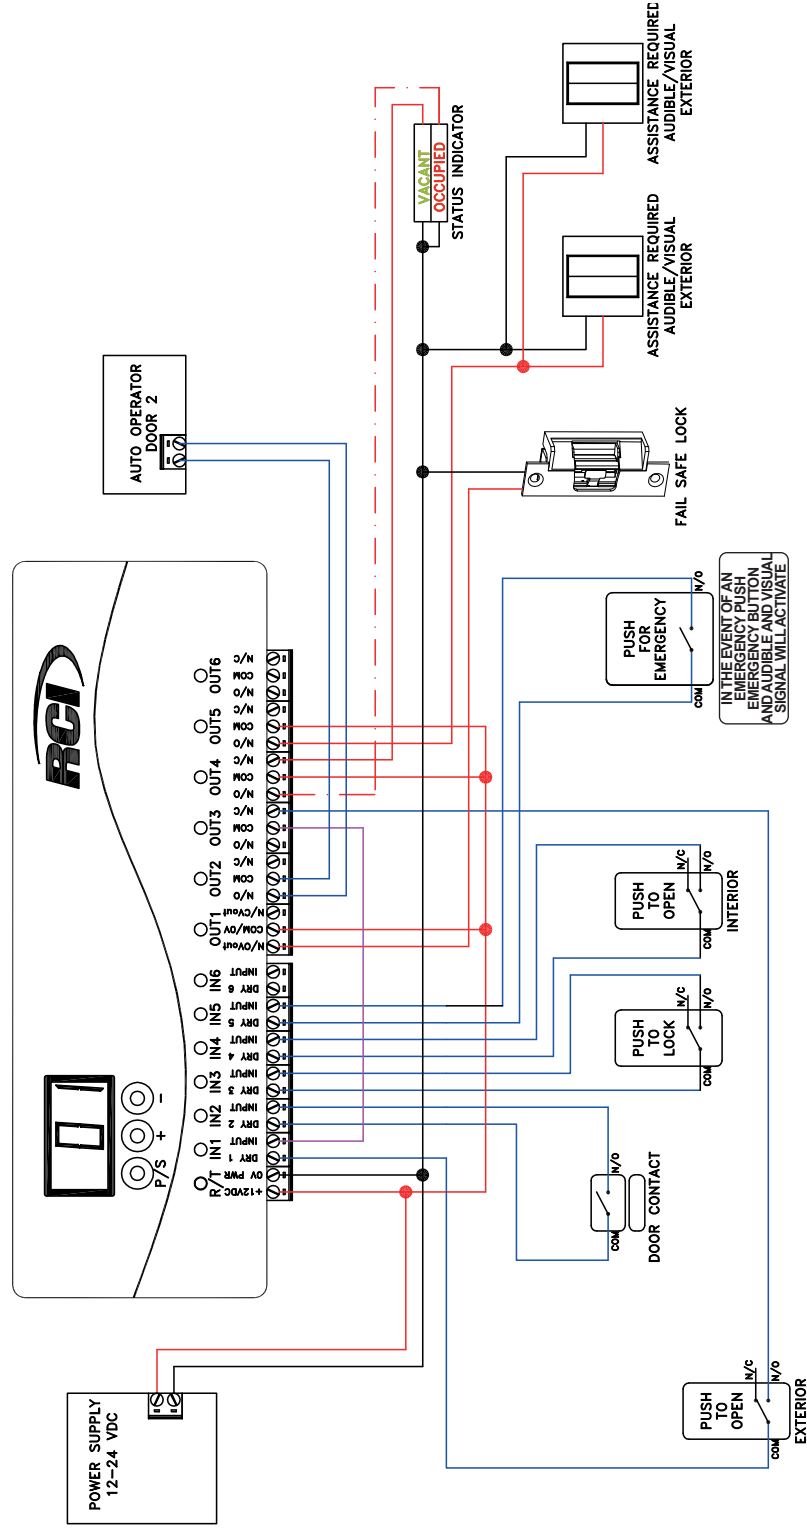 POWER SUPPLY
12-24 VDC
RCI
P/S
+
-
R/T
IN1
IN2
IN3
IN4
IN5
IN6
OUT1
OUT2
OUT3
OUT4
OUT5
OUT6
+12VDC
0V PWR
DRY 1
INPUT
DRY 2
INPUT
DRY 3
INPUT
DRY 4
INPUT
DRY 5
INPUT
DRY 6
INPUT
N/OVout
COM/0V
N/CVout
N/O
COM
N/C
N/O
COM
N/C
N/O
COM
N/C
N/O
COM
N/C
N/O
COM
N/C
AUTO OPERATOR
DOOR 2
VACANT
OCCUPIED
STATUS INDICATOR
ASSISTANCE REQUIRED
AUDIBLE/VISUAL
EXTERIOR
ASSISTANCE REQUIRED
AUDIBLE/VISUAL
EXTERIOR
FAIL SAFE LOCK
PUSH
FOR
EMERGENCY
COM
N/O
IN THE EVENT OF AN
EMERGENCY PUSH
EMERGENCY BUTTON
AND AUDIBLE AND VISUAL
SIGNAL WILL ACTIVATE
PUSH
TO
OPEN
COM
N/C
N/O
INTERIOR
PUSH
TO
LOCK
COM
N/C
N/O
COM
N/O
DOOR CONTACT
PUSH
TO
OPEN
COM
N/C
N/O
EXTERIOR